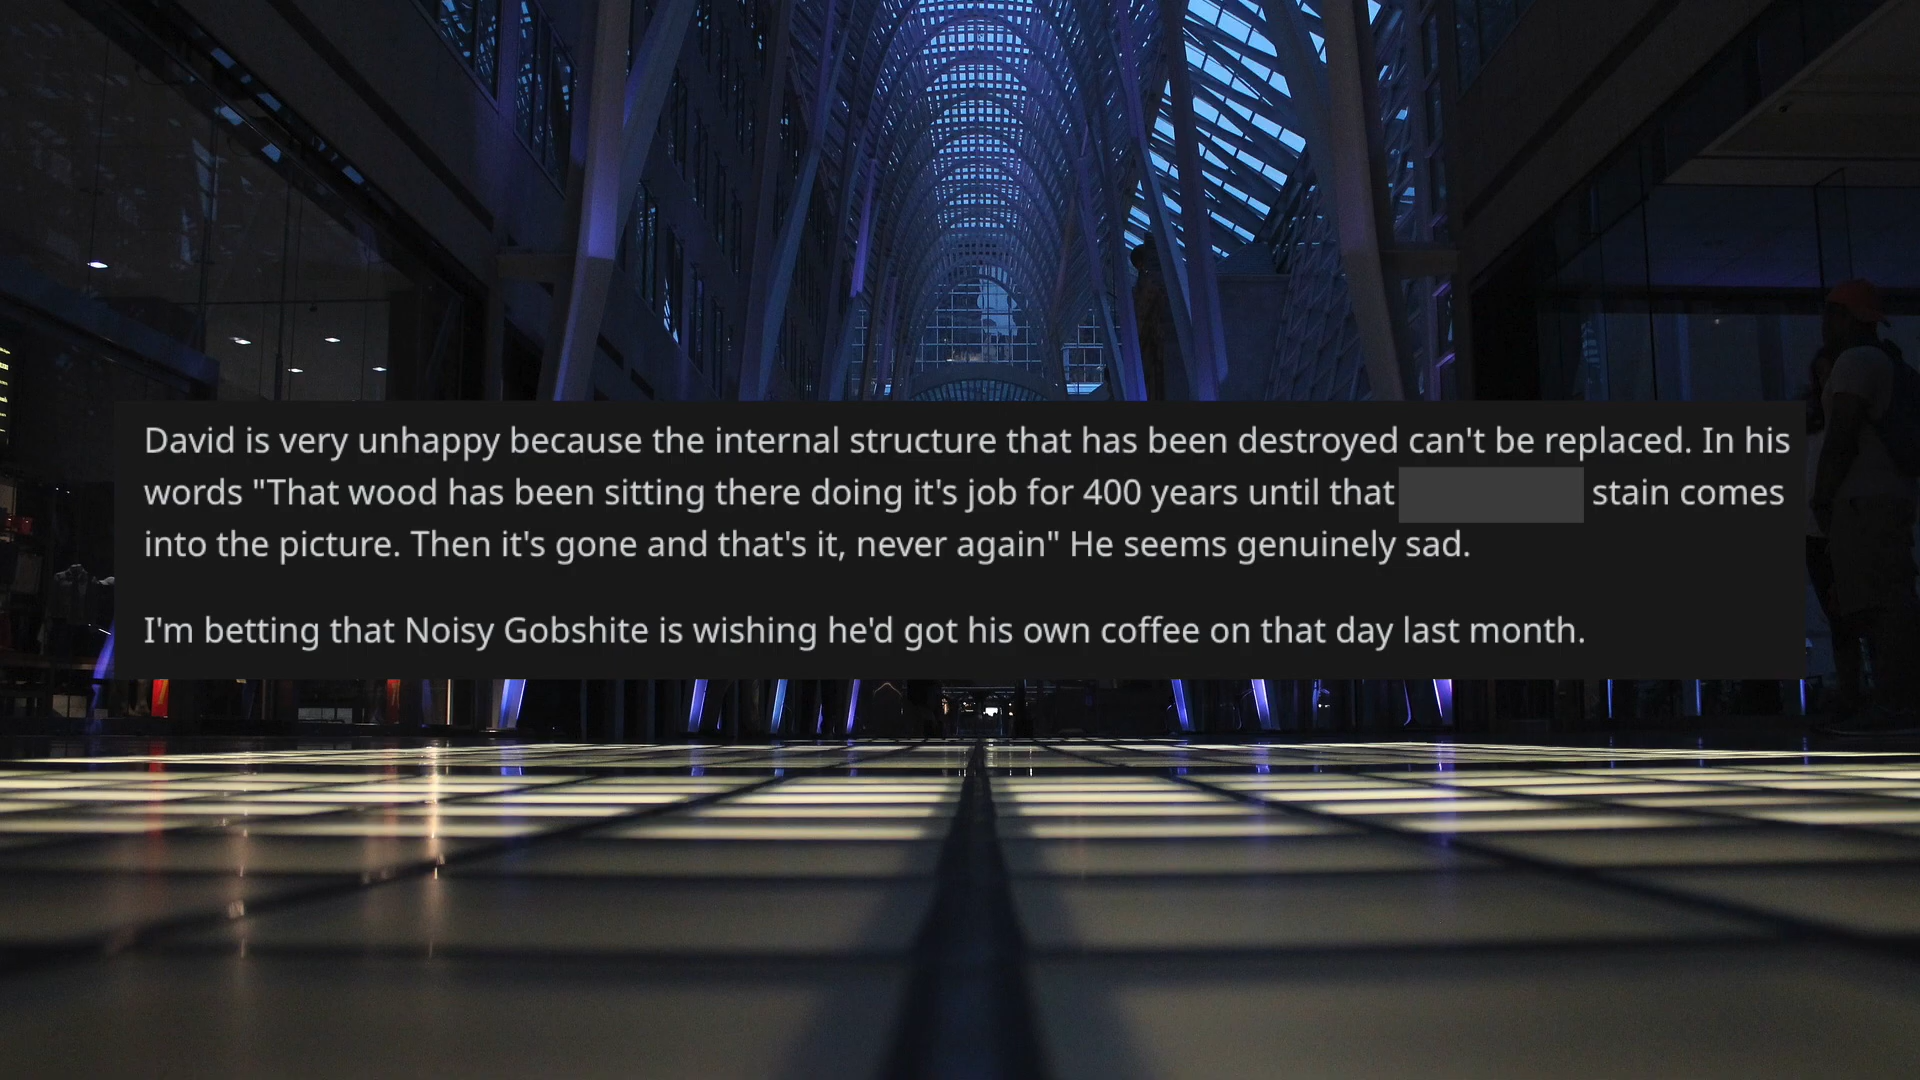 David is very unhappy because the internal structure that has been destroyed can't be replaced. In his
words "That wood has been sitting there doing it's job for 400 years until that stain comes
into the picture. Then it's gone and that's it, never again" He seems genuinely sad.
I'm betting that Noisy Gobshite is wishing he'd got his own coffee on that day last month.